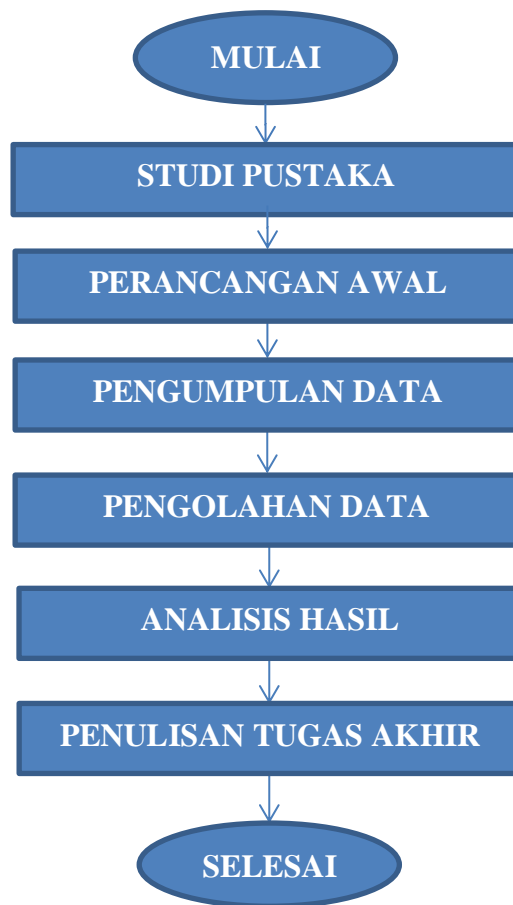 MULAI
STUDI PUSTAKA
PERANCANGAN AWAL
PENGUMPULAN DATA
PENGOLAHAN DATA
ANALISIS HASIL
PENULISAN TUGAS AKHIR
SELESAI